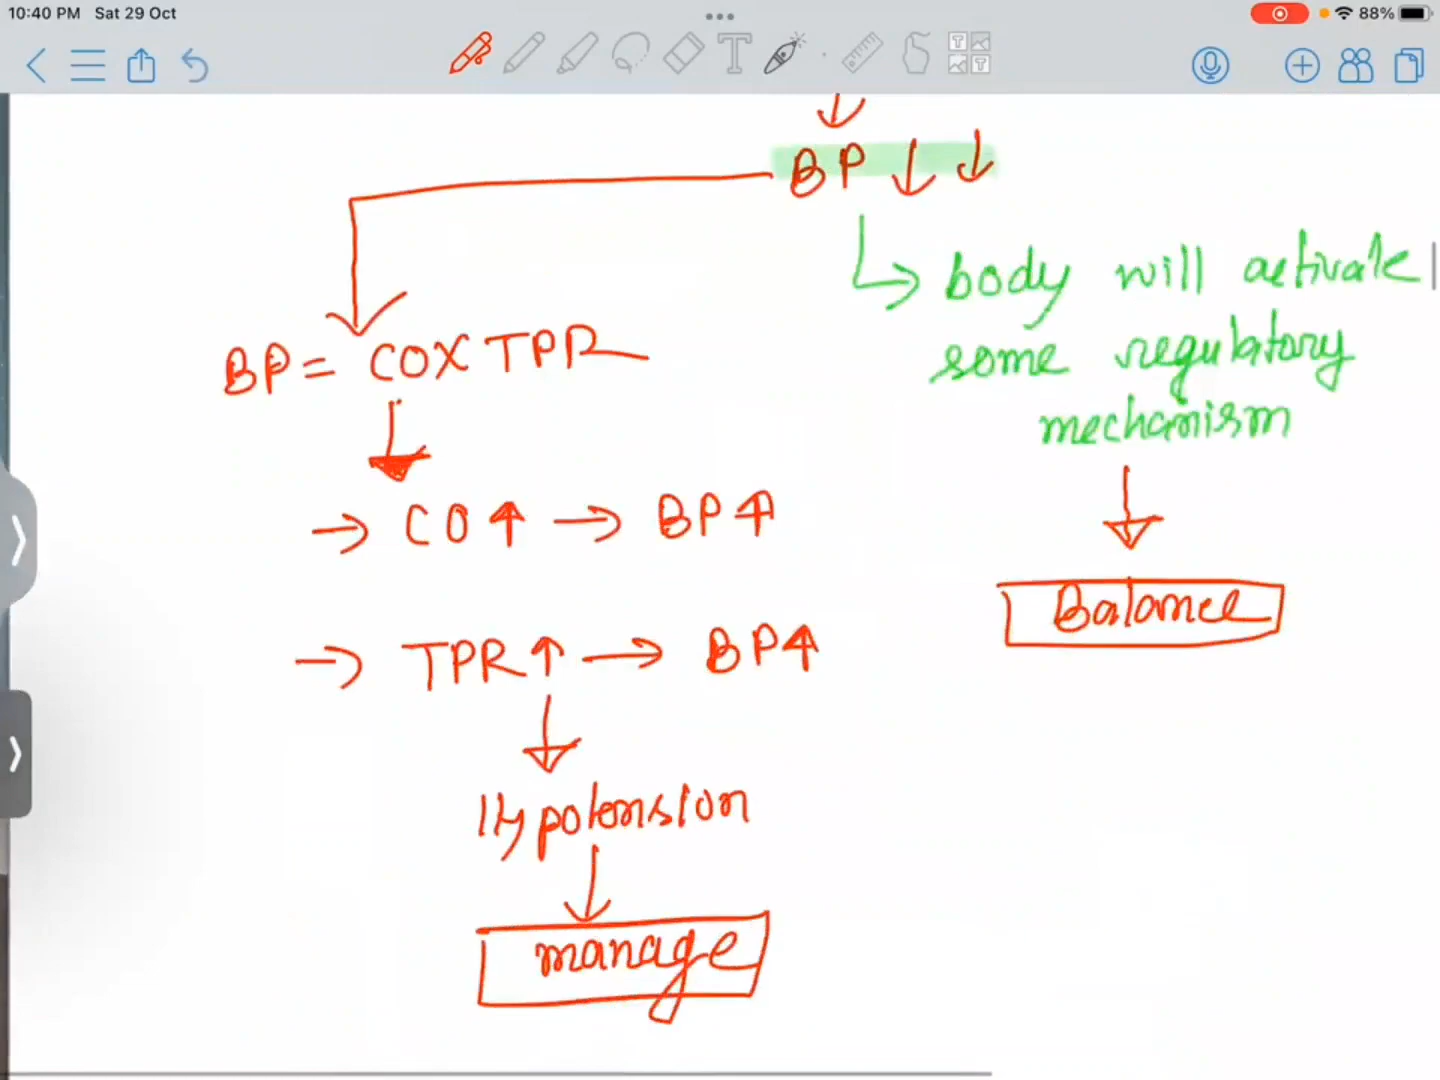 10:40 PM Sat 29 Oct
88%
BP ↓ ↓
body will activate
some regulatory
mechanism
BP = COX TPR
→ CO ↑ → BP ↑
Balance
→ TPR ↑ → BP ↑
Hypotension
manage